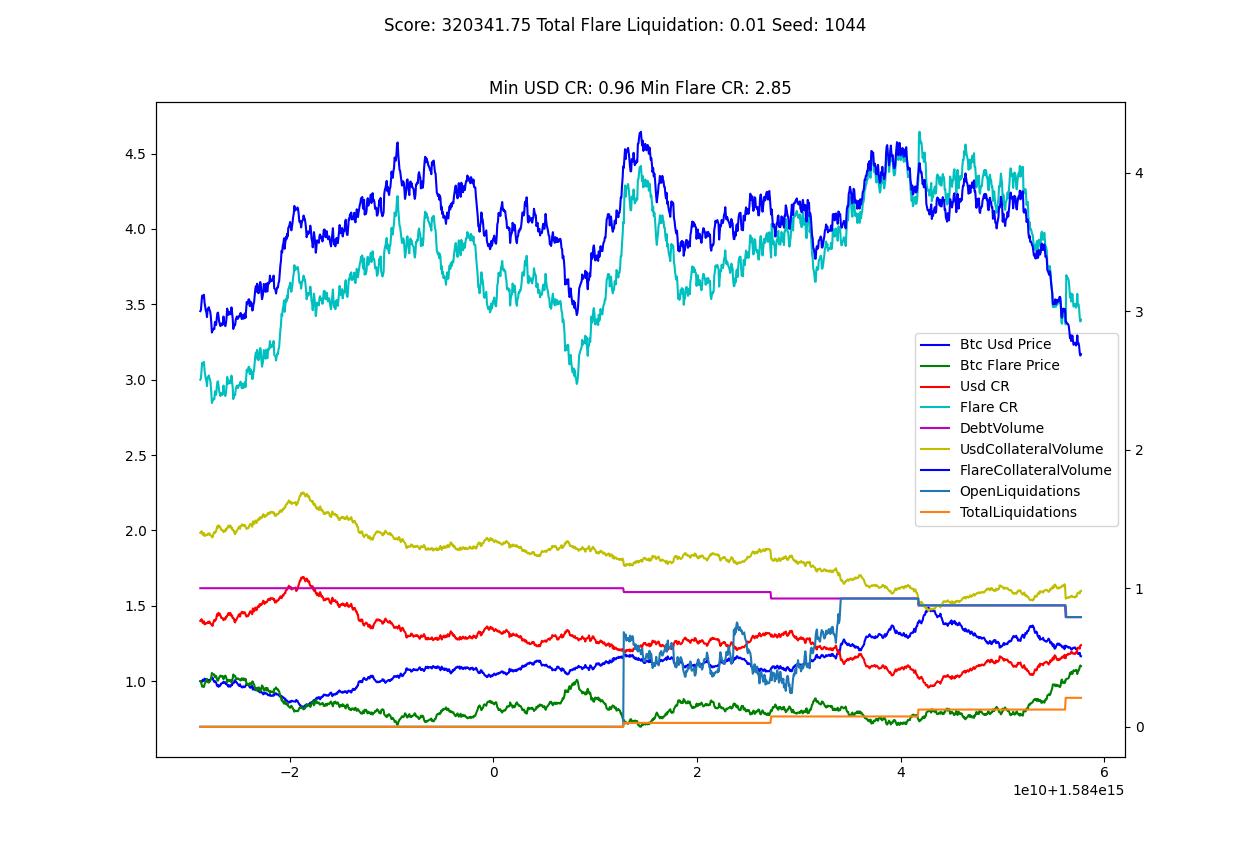 Score: 320341.75 Total Flare Liquidation: 0.01 Seed: 1044
Min USD CR: 0.96 Min Flare CR: 2.85
4.5
4.0
3.5
3.0
2.5
2.0
1.5
1.0
4
3
2
1
0
Btc Usd Price
Btc Flare Price
Usd CR
Flare CR
DebtVolume
UsdCollateralVolume
FlareCollateralVolume
OpenLiquidations
TotalLiquidations
−2 0 2 4 6
1e10+1.584e15